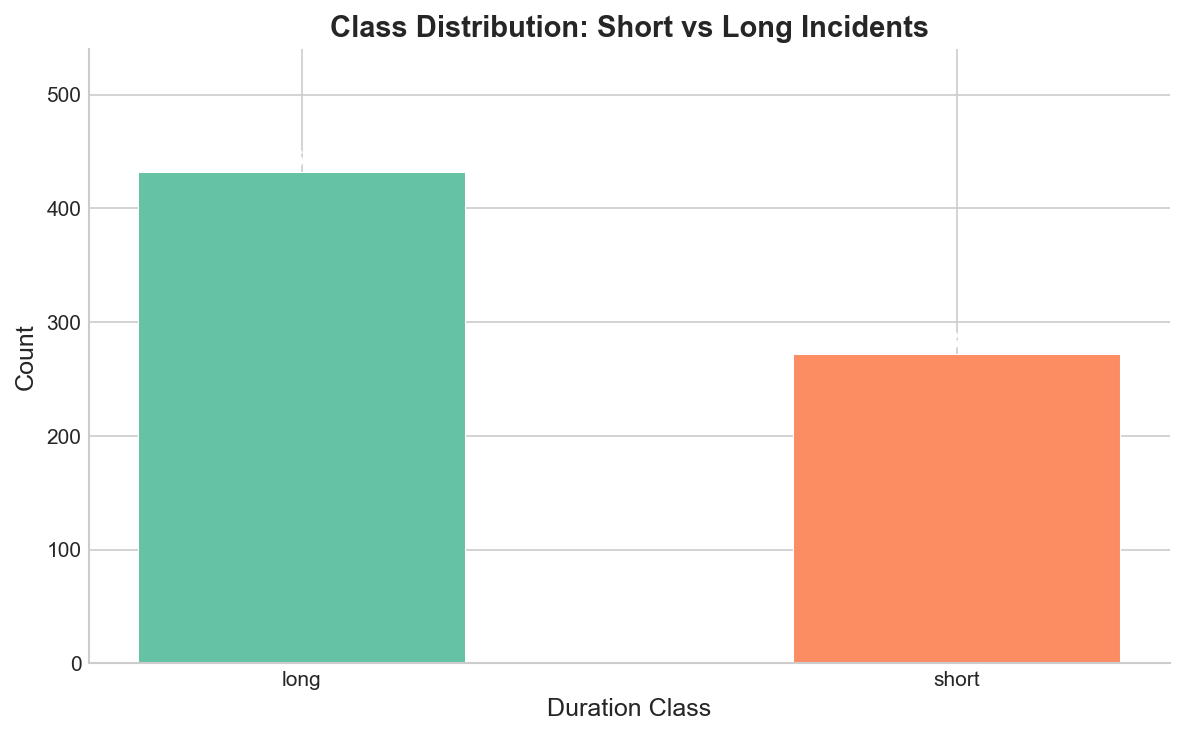 Class Distribution: Short vs Long Incidents
500
400
300
200
100
0
Count
long
short
Duration Class